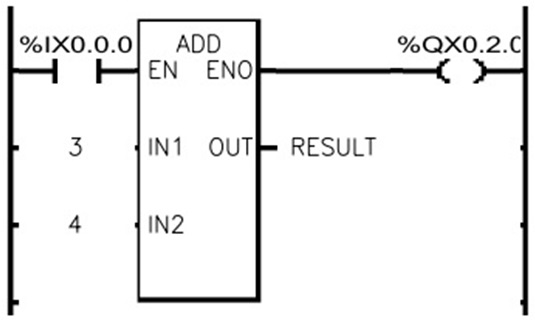 %IX0.0.0 ADD %QX0.2.0
EN ENO
3 IN1 OUT RESULT
4 IN2